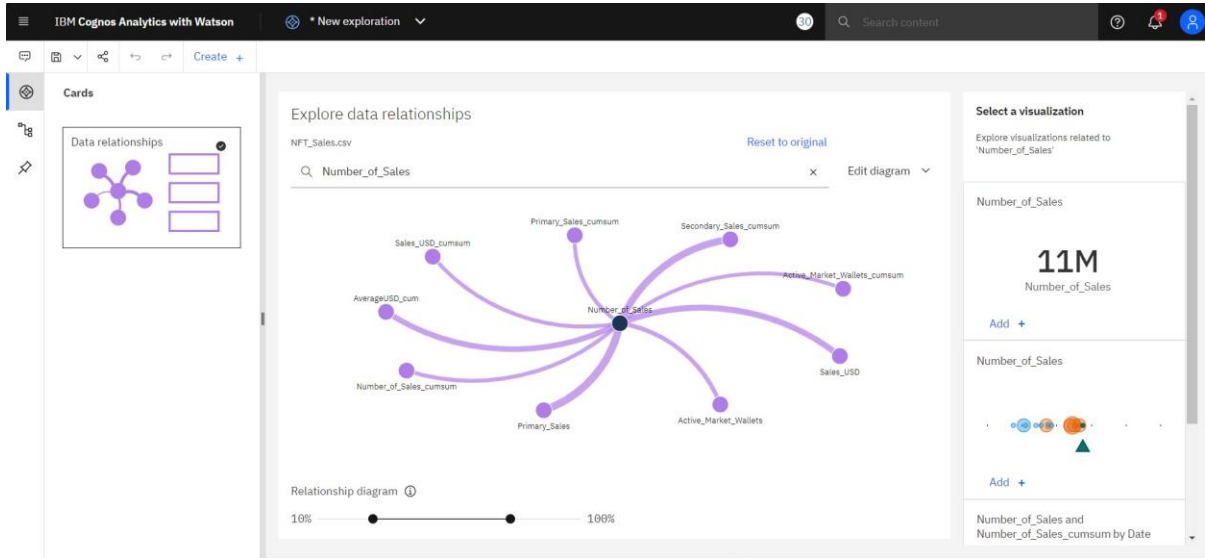 IBM Cognos Analytics with Watson
* New exploration
30
Search content
1
Create +
Cards
Data relationships
Explore data relationships
NFT_Sales.csv
Reset to original
Number_of_Sales
×
Edit diagram
Primary_Sales_cumsum
Secondary_Sales_cumsum
Sales_USD_cumsum
Active_Market_Wallets_cumsum
AverageUSD_cum
Number_of_Sales
Sales_USD
Number_of_Sales_cumsum
Primary_Sales
Active_Market_Wallets
Relationship diagram
10%
100%
Select a visualization
Explore visualizations related to
'Number_of_Sales'
Number_of_Sales
11M
Number_of_Sales
Add +
Number_of_Sales
Add +
Number_of_Sales and
Number_of_Sales_cumsum by Date